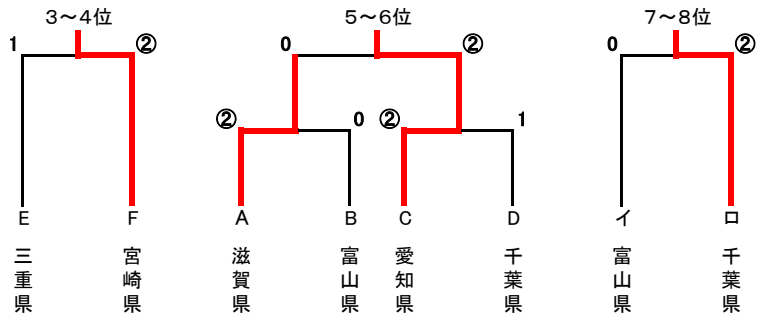 3～4位 5～6位 7～8位
1 ② 0 ② 0 ②
② 0 ② 1
E F A B C D イ ロ
三重県 宮崎県 滋賀県 富山県 愛知県 千葉県 富山県 千葉県